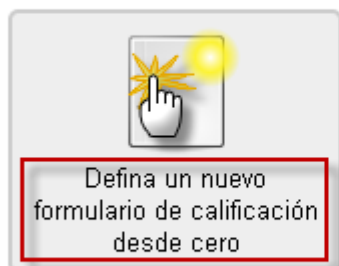 Defina un nuevo
formulario de calificación
desde cero